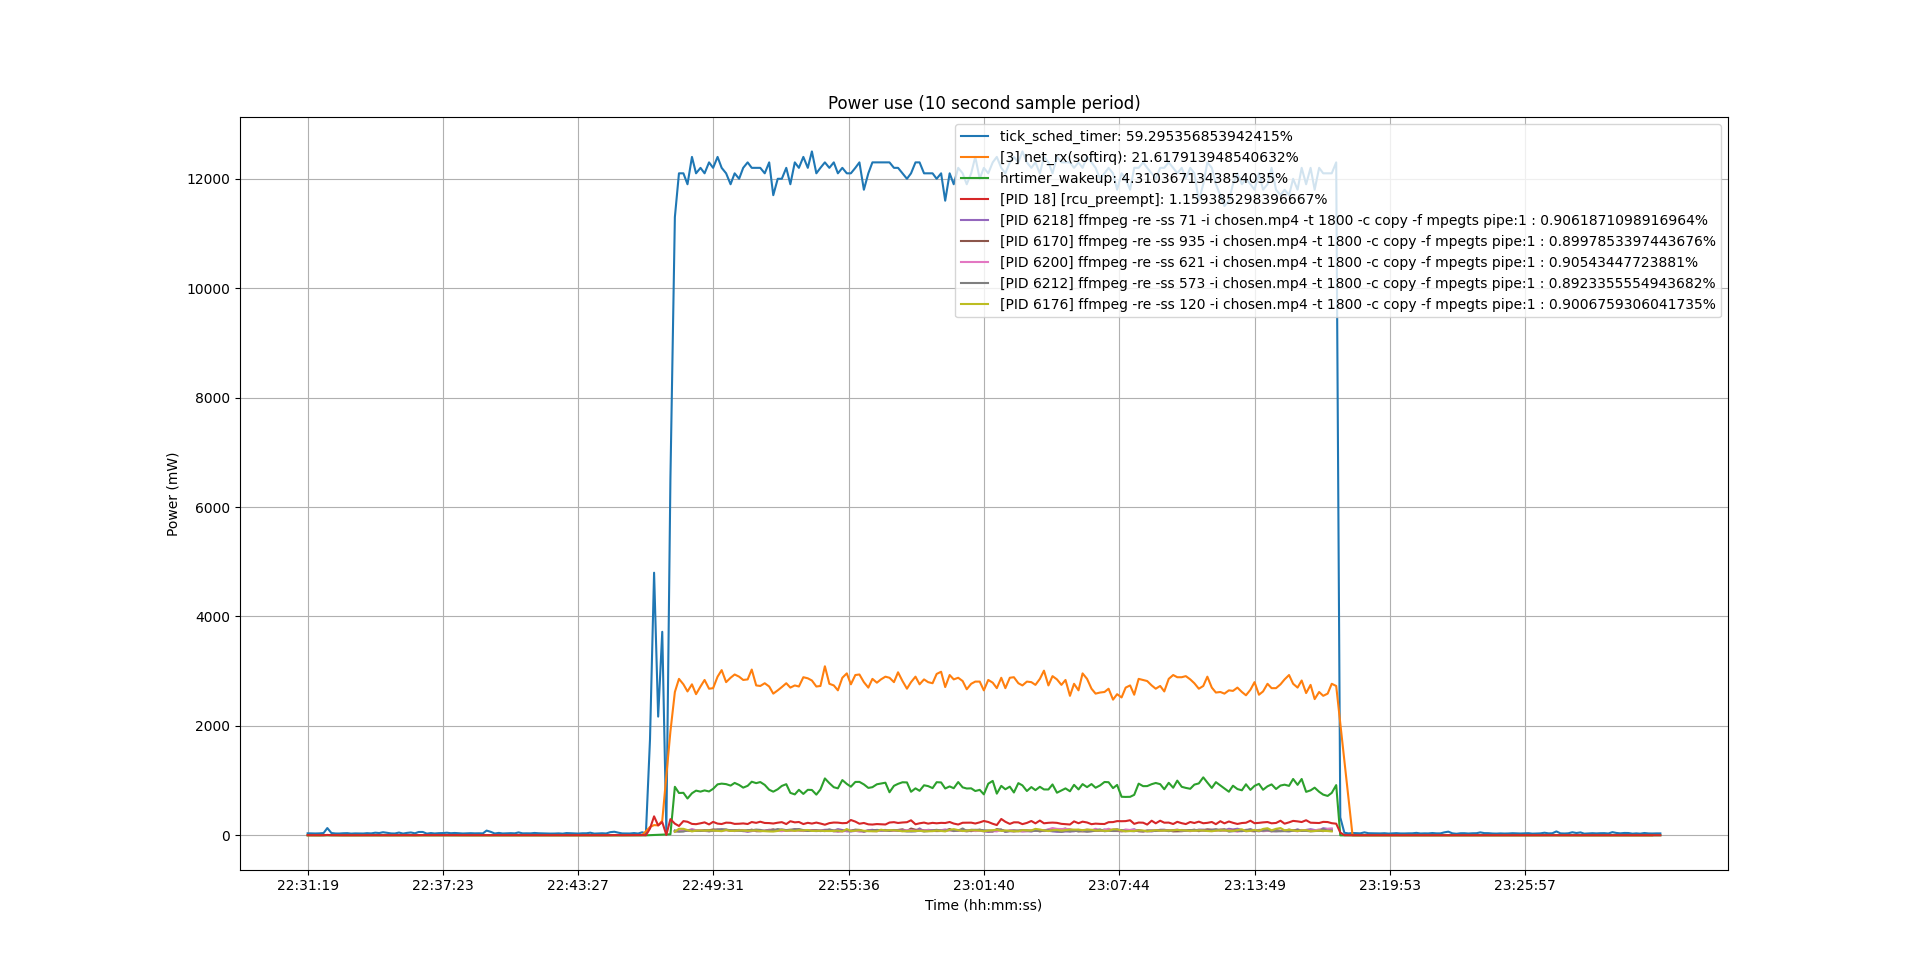 Power use (10 second sample period)
tick_sched_timer: 59.295356853942415%
[3] net_rx(softirq): 21.617913948540632%
hrtimer_wakeup: 4.3103671343854035%
[PID 18] [rcu_preempt]: 1.159385298396667%
[PID 6218] ffmpeg -re -ss 71 -i chosen.mp4 -t 1800 -c copy -f mpegts pipe:1 : 0.9061871098916964%
[PID 6170] ffmpeg -re -ss 935 -i chosen.mp4 -t 1800 -c copy -f mpegts pipe:1 : 0.8997853397443676%
[PID 6200] ffmpeg -re -ss 621 -i chosen.mp4 -t 1800 -c copy -f mpegts pipe:1 : 0.90543447723881%
[PID 6212] ffmpeg -re -ss 573 -i chosen.mp4 -t 1800 -c copy -f mpegts pipe:1 : 0.8923355554943682%
[PID 6176] ffmpeg -re -ss 120 -i chosen.mp4 -t 1800 -c copy -f mpegts pipe:1 : 0.9006759306041735%
12000
10000
8000
6000
4000
2000
0
Power (mW)
22:31:19 22:37:23 22:43:27 22:49:31 22:55:36 23:01:40 23:07:44 23:13:49 23:19:53 23:25:57
Time (hh:mm:ss)